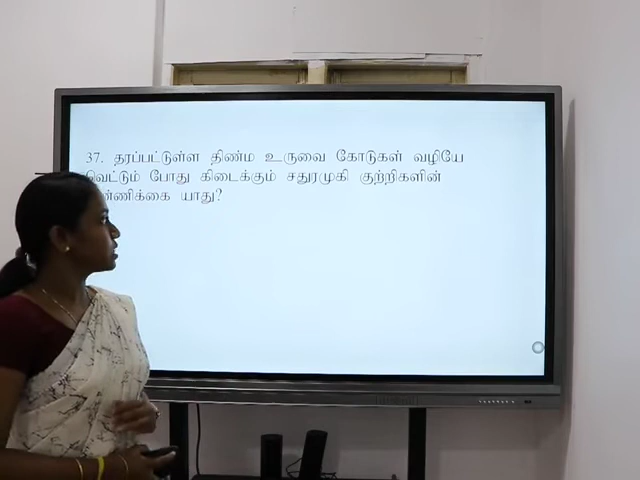 37. தரப்பட்டுள்ள திண்ம உருவை கோடுகள் வழியே
வெட்டும் போது கிடைக்கும் சதுரமுகி குற்றிகளின்
யாது?